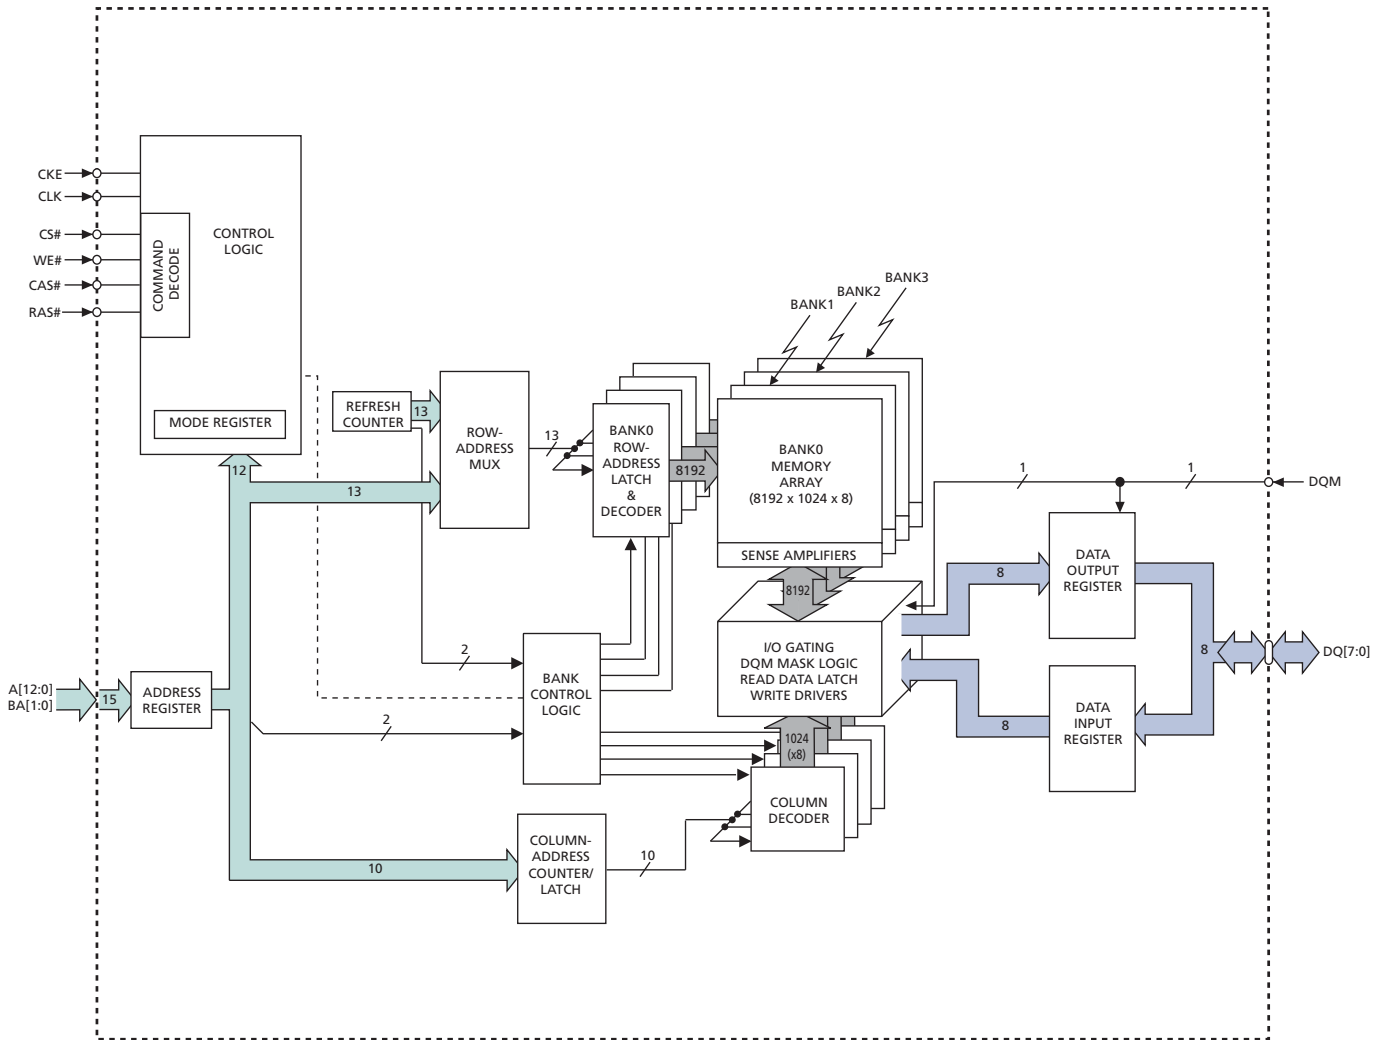 CKE
CLK
CS#
WE#
CAS#
RAS#
COMMAND
DECODE
CONTROL
LOGIC
MODE REGISTER
12
BANK1
BANK2
BANK3
REFRESH
COUNTER
13
13
ROW-
ADDRESS
MUX
13
BANK0
ROW-
ADDRESS
LATCH
&
DECODER
8192
BANK0
MEMORY
ARRAY
(8192 x 1024 x 8)
SENSE AMPLIFIERS
8192
1
1
DQM
DATA
OUTPUT
REGISTER
8
8
DQ[7:0]
I/O GATING
DQM MASK LOGIC
READ DATA LATCH
WRITE DRIVERS
8
DATA
INPUT
REGISTER
A[12:0]
BA[1:0]
15
ADDRESS
REGISTER
2
2
BANK
CONTROL
LOGIC
1024
(x8)
COLUMN
DECODER
10
COLUMN-
ADDRESS
COUNTER/
LATCH
10